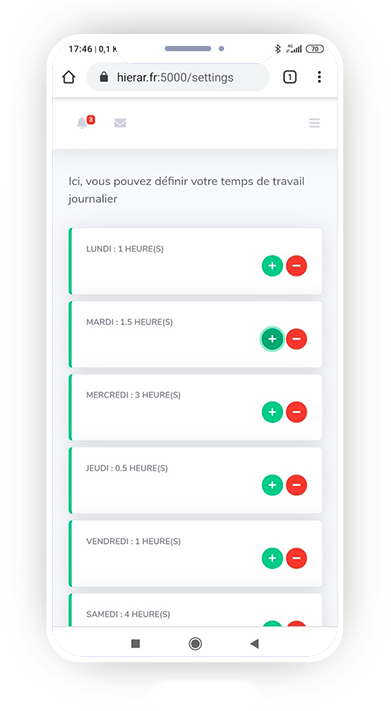 17:46 | 0,1 K
4G
70
hierar.fr:5000/settings
1
3
Ici, vous pouvez définir votre temps de travail
journalier
LUNDI : 1 HEURE(S)
MARDI : 1.5 HEURE(S)
MERCREDI : 3 HEURE(S)
JEUDI : 0.5 HEURE(S)
VENDREDI : 1 HEURE(S)
SAMEDI : 4 HEURE(S)